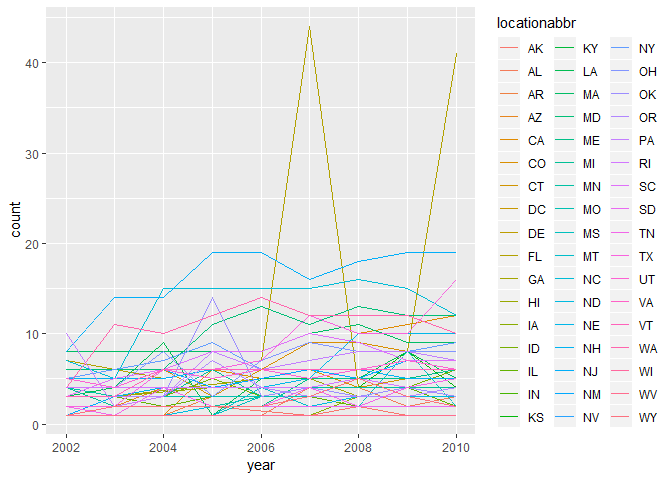 locationabbr
AK KY NY
AL LA OH
AR MA OK
AZ MD OR
CA ME PA
CO MI RI
CT MN SC
DC MO SD
DE MS TN
FL MT TX
GA NC UT
HI ND VA
IA NE VT
ID NH WA
IL NJ WI
IN NM WV
KS NV WY
40
30
20
10
0
count
2002 2004 2006 2008 2010
year